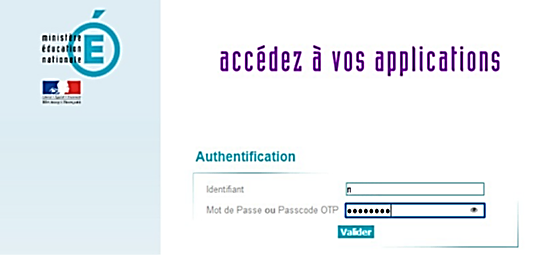 ministère
éducation
nationale
É
accédez à vos applications
Authentification
Identifiant
n
Mot de Passe ou Passcode OTP
••••••••
Valider